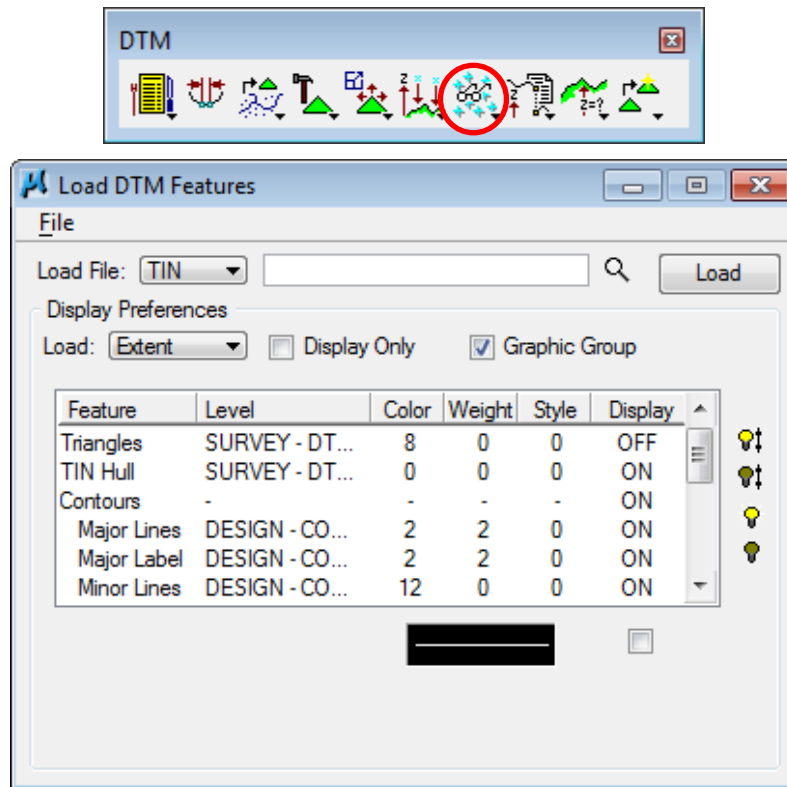 DTM
Load DTM Features
File
Load File: TIN Load
Display Preferences
Load: Extent Display Only Graphic Group
Feature Level Color Weight Style Display
Triangles SURVEY - DT... 8 0 0 OFF
TIN Hull SURVEY - DT... 0 0 0 ON
Contours - - - - ON
Major Lines DESIGN - CO... 2 2 0 ON
Major Label DESIGN - CO... 2 2 0 ON
Minor Lines DESIGN - CO... 12 0 0 ON